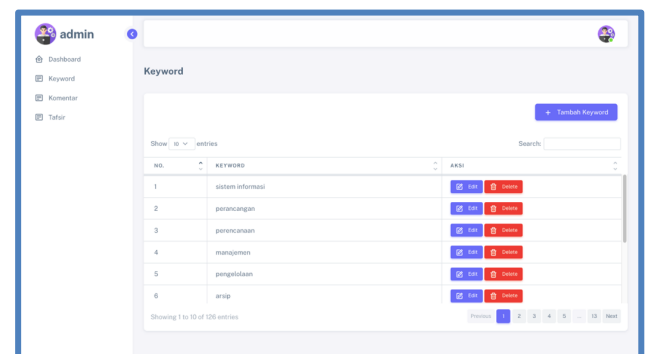 admin
Dashboard
Keyword
Komentar
Tafsir
Keyword
+ Tambah Keyword
Show 10 entries
Search:
NO. KEYWORD AKSI
1 sistem informasi Edit Delete
2 perancangan Edit Delete
3 perencanaan Edit Delete
4 manajemen Edit Delete
5 pengelolaan Edit Delete
6 arsip Edit Delete
Showing 1 to 10 of 126 entries
Previous 1 2 3 4 5 ... 13 Next